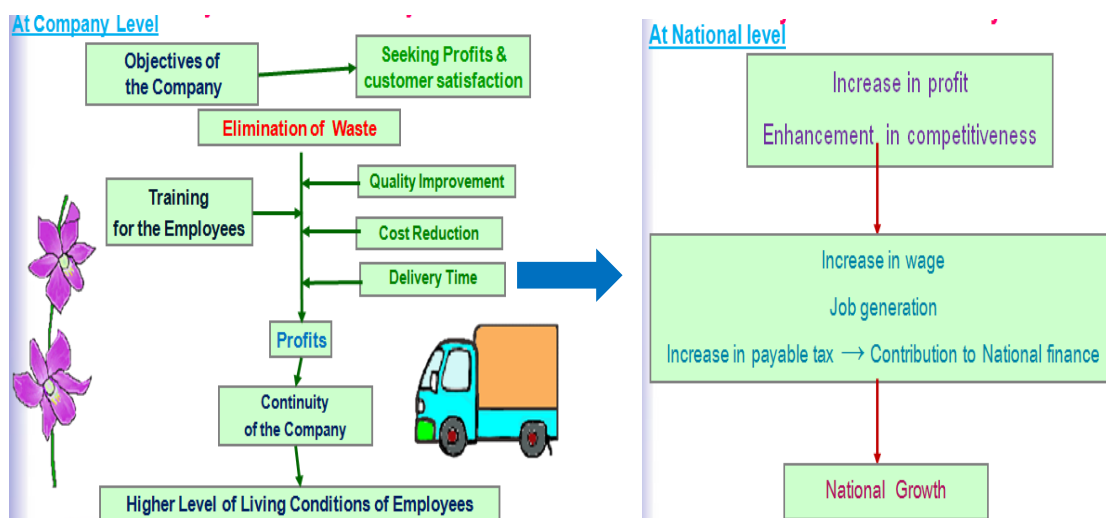 At Company Level
Objectives of
the Company
Seeking Profits &
customer satisfaction
Elimination of Waste
Quality Improvement
Training
for the Employees
Cost Reduction
Delivery Time
Profits
Continuity
of the Company
Higher Level of Living Conditions of Employees
At National level
Increase in profit
Enhancement in competitiveness
Increase in wage
Job generation
Increase in payable tax → Contribution to National finance
National Growth